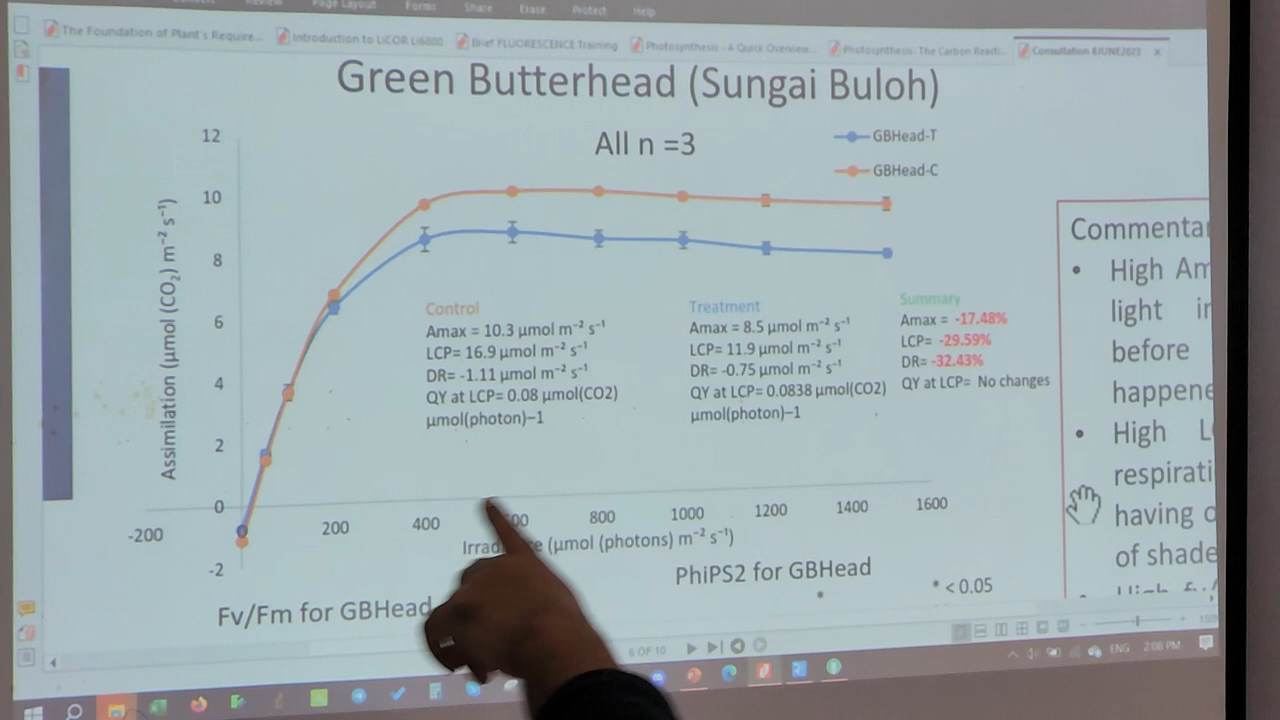 Page Layout Forms Share Erase Protect Help
The Foundation of Plant's Require... Introduction to LiCOR LI6800 Brief FLUORESCENCE Training Photosynthesis - A Quick Overview... Photosynthesis- The Carbon Reacti... Consultation 8JUNE2023 ×
Green Butterhead (Sungai Buloh)
All n =3
GBHead-T
GBHead-C
12
10
8
6
4
2
0
-2
Assimilation (µmol (CO₂) m⁻² s⁻¹)
Control
Amax = 10.3 µmol m⁻² s⁻¹
LCP= 16.9 µmol m⁻² s⁻¹
DR= -1.11 µmol m⁻² s⁻¹
QY at LCP= 0.08 µmol(CO2)
µmol(photon)–1
Treatment
Amax = 8.5 µmol m⁻² s⁻¹
LCP= 11.9 µmol m⁻² s⁻¹
DR= -0.75 µmol m⁻² s⁻¹
QY at LCP= 0.0838 µmol(CO2)
µmol(photon)–1
Summary
Amax = -17.48%
LCP= -29.59%
DR= -32.43%
QY at LCP= No changes
-200 200 400 800 1000 1200 1400 1600
(µmol (photons) m⁻² s⁻¹)
Commenta
• High Am
light in
before
happene
• High L
respirati
having
of shade
Fv/Fm for GBHead
PhiPS2 for GBHead
*
* < 0.05
6 OF 10
ENG 2:06 PM